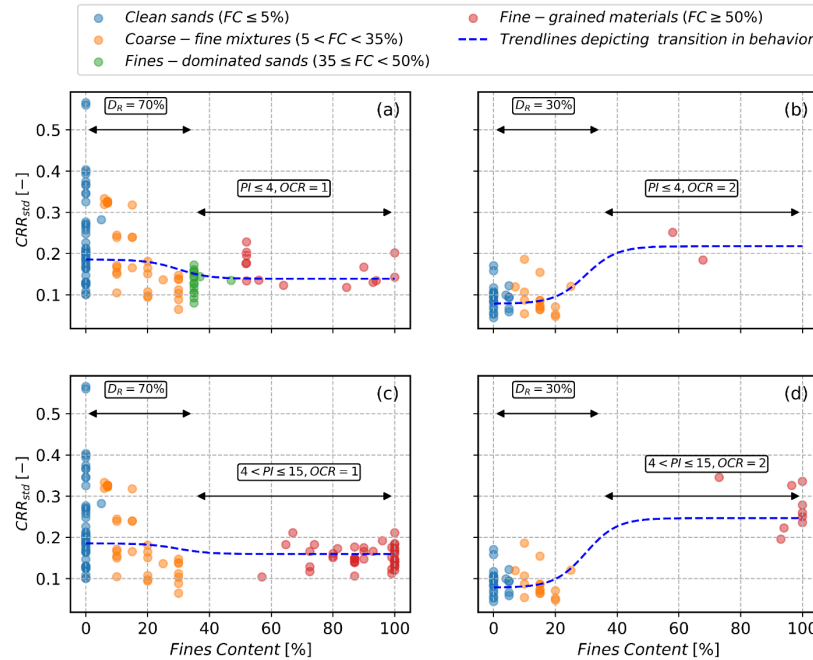 Clean sands (FC ≤ 5%)
Coarse − fine mixtures (5 < FC < 35%)
Fines − dominated sands (35 ≤ FC < 50%)
Fine − grained materials (FC ≥ 50%)
Trendlines depicting transition in behavior
D_R = 70%
(a)
PI ≤ 4, OCR = 1
0.5
0.4
0.3
0.2
0.1
CRR_std [−]
D_R = 30%
(b)
PI ≤ 4, OCR = 2
D_R = 70%
(c)
4 < PI ≤ 15, OCR = 1
0.5
0.4
0.3
0.2
0.1
CRR_std [−]
0 20 40 60 80 100
Fines Content [%]
D_R = 30%
(d)
4 < PI ≤ 15, OCR = 2
0 20 40 60 80 100
Fines Content [%]